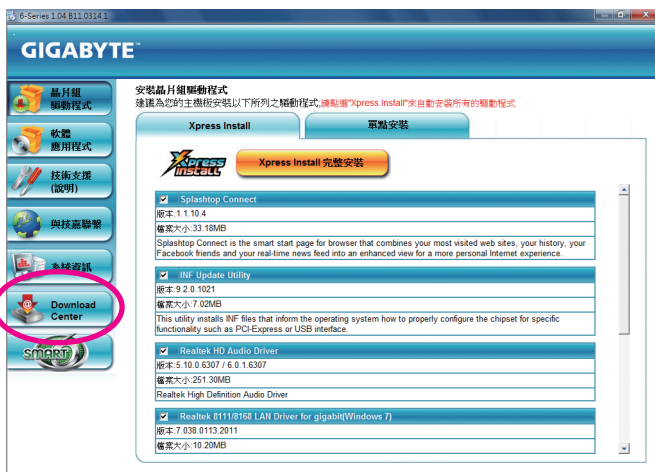 6-Series 1.04 B11.0314.1
GIGABYTE™
晶片組
驅動程式
軟體
應用程式
技術支援
(說明)
與技嘉聯繫
系統資訊
Download
Center
SMART
安裝晶片組驅動程式
建議為您的主機板安裝以下所列之驅動程式;請點選"Xpress Install"來自動安裝所有的驅動程式
Xpress Install
單點安裝
Xpress
INSTALL
Xpress Install 完整安裝
Splashtop Connect
版本:1.1.10.4
檔案大小:33.18MB
Splashtop Connect is the smart start page for browser that combines your most visited web sites, your history, your
Facebook friends and your real-time news feed into an enhanced view for a more personal Internet experience.
INF Update Utility
版本:9.2.0.1021
檔案大小:7.02MB
This utility installs INF files that inform the operating system how to properly configure the chipset for specific
functionality such as PCI-Express or USB interface.
Realtek HD Audio Driver
版本:5.10.0.6307 / 6.0.1.6307
檔案大小:251.30MB
Realtek High Definition Audio Driver
Realtek 8111/8168 LAN Driver for gigabit(Windows 7)
版本:7.038.0113.2011
檔案大小:10.20MB